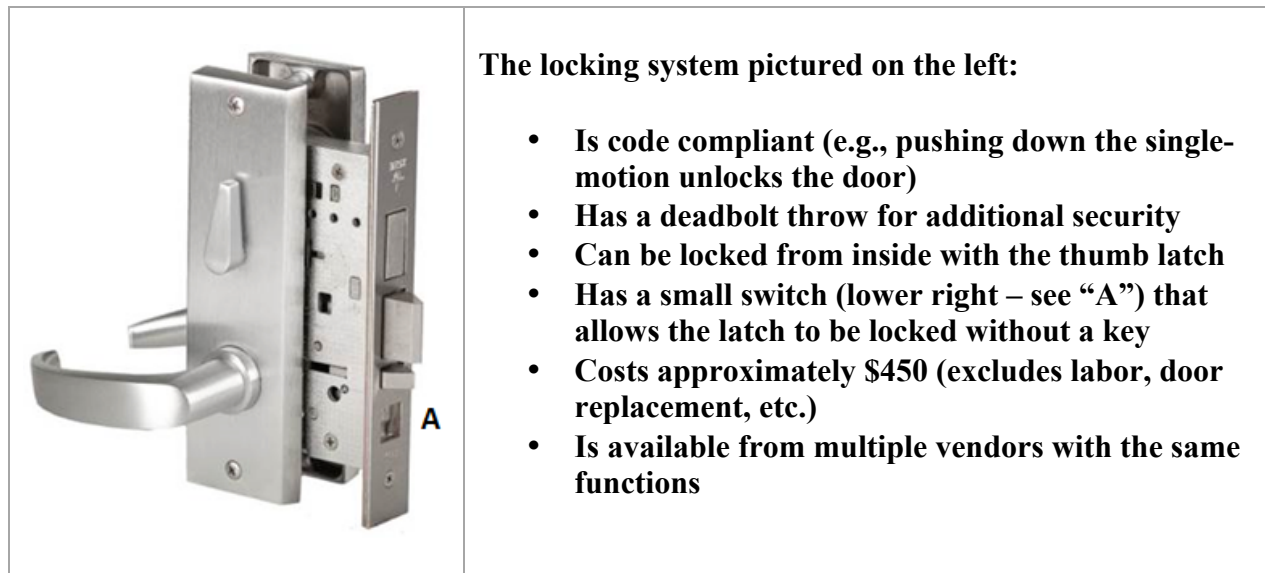 The locking system pictured on the left:
• Is code compliant (e.g., pushing down the single-
motion unlocks the door)
• Has a deadbolt throw for additional security
• Can be locked from inside with the thumb latch
• Has a small switch (lower right – see “A”) that
allows the latch to be locked without a key
• Costs approximately $450 (excludes labor, door
replacement, etc.)
• Is available from multiple vendors with the same
functions
A